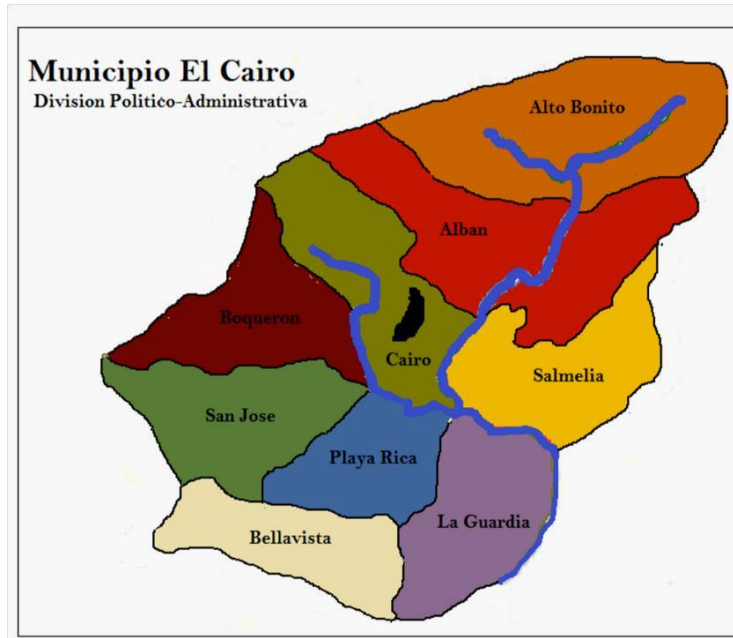 Municipio El Cairo
Division Politico-Administrativa
Alto Bonito
Alban
Boqueron
Cairo
Salmelia
San Jose
Playa Rica
La Guardia
Bellavista